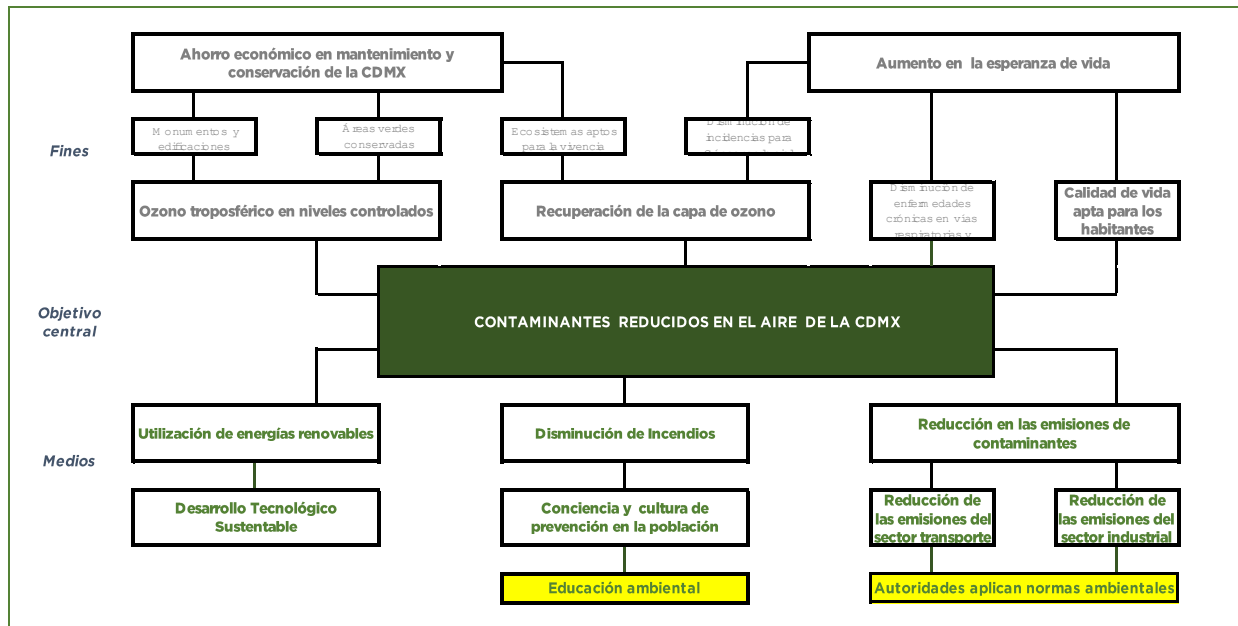 Ahorro económico en mantenimiento y
conservación de la CDMX
Aumento en la esperanza de vida
Fines
Monumentos y
edificaciones
Áreas verdes
conservadas
Ecosistemas aptos
para la vivencia
Disminución de
incidencias para
Ozono troposférico en niveles controlados
Recuperación de la capa de ozono
Disminución de
enfermedades
crónicas en vías
respiratorias y
Calidad de vida
apta para los
habitantes
Objetivo
central
CONTAMINANTES REDUCIDOS EN EL AIRE DE LA CDMX
Medios
Utilización de energías renovables
Disminución de Incendios
Reducción en las emisiones de
contaminantes
Desarrollo Tecnológico
Sustentable
Conciencia y cultura de
prevención en la población
Reducción de
las emisiones del
sector transporte
Reducción de
las emisiones del
sector industrial
Educación ambiental
Autoridades aplican normas ambientales